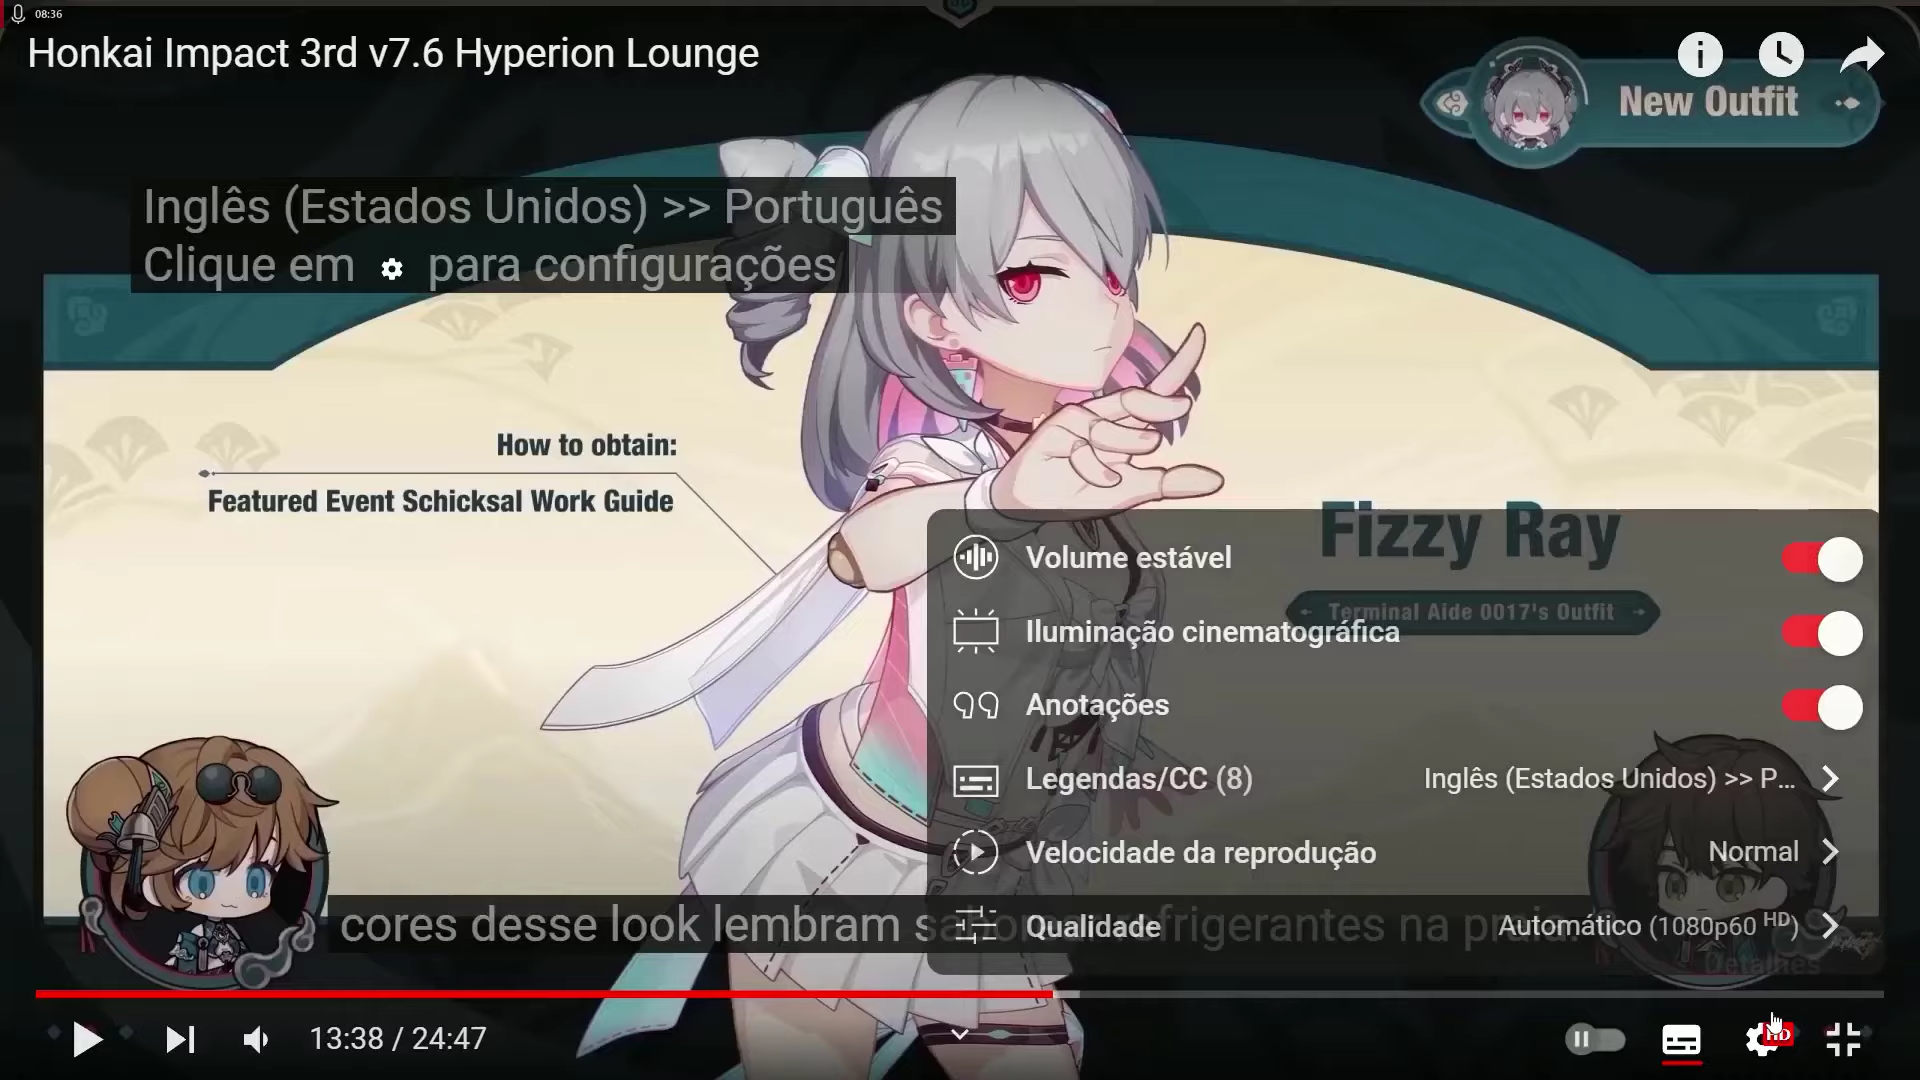 08:36
Honkai Impact 3rd v7.6 Hyperion Lounge
New Outfit
Inglês (Estados Unidos) >> Português
Clique em para configurações
How to obtain:
Featured Event Schicksal Work Guide
Fizzy Ray
Terminal Aide 0017's Outfit
Volume estável
Iluminação cinematográfica
Anotações
Legendas/CC (8)
Inglês (Estados Unidos) >> P...
Velocidade da reprodução
Normal
Qualidade
Automático (1080p60 HD)
cores desse look lembram refrigerantes na praia.
Detalhes
13:38 / 24:47
HD